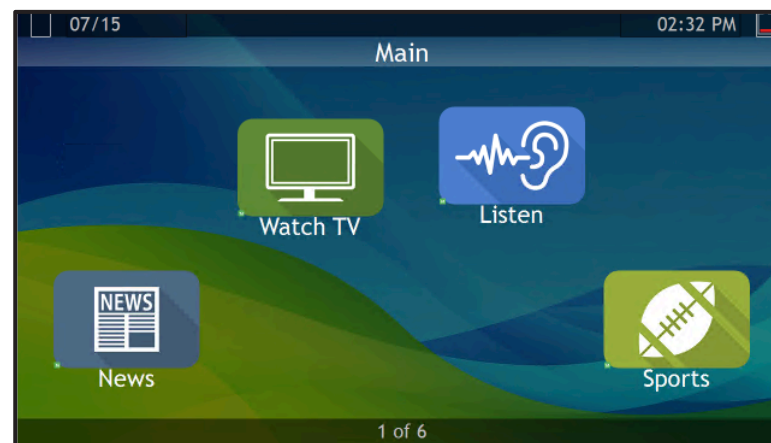 07/15
02:32 PM
Main
Watch TV
Listen
NEWS
News
Sports
1 of 6